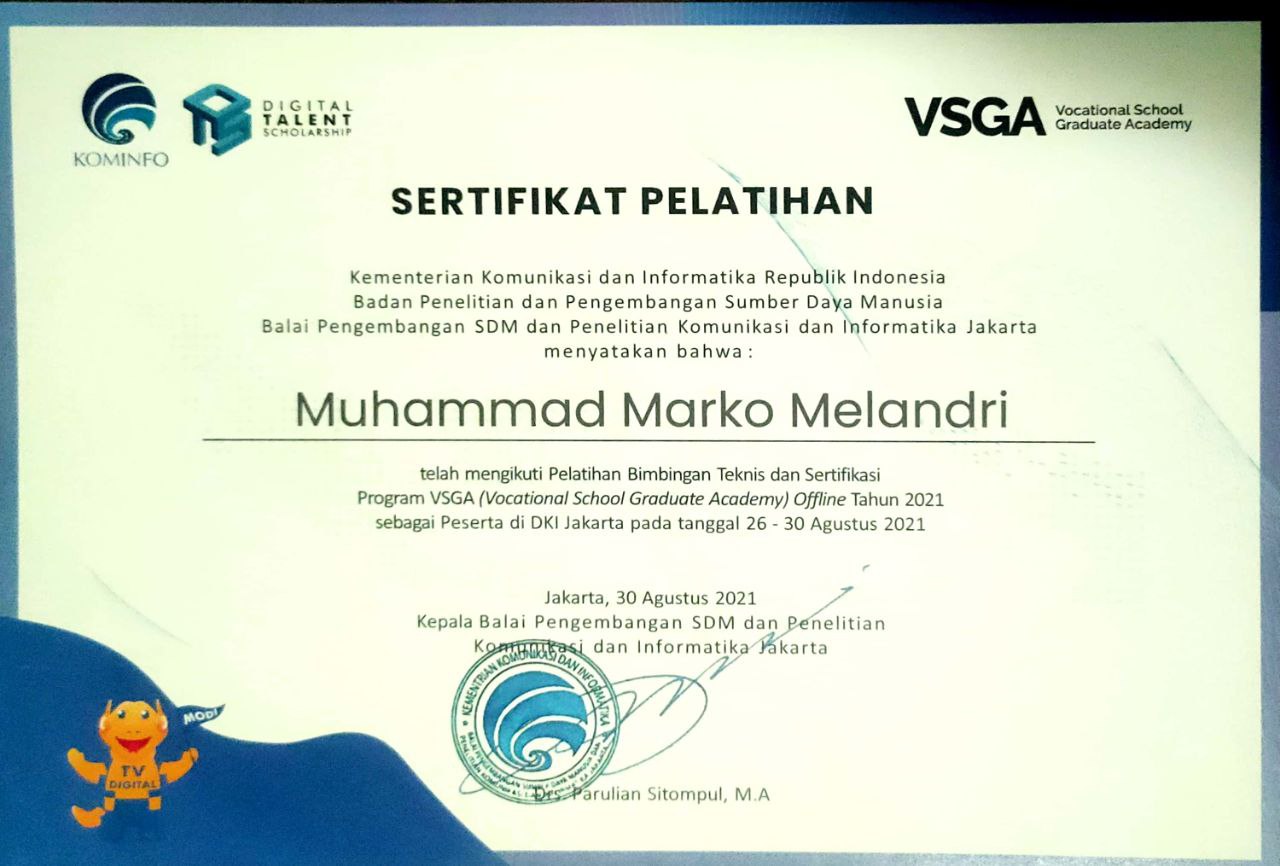 KOMINFO
DIGITAL
TALENT
SCHOLARSHIP
VSGA
Vocational School
Graduate Academy
SERTIFIKAT PELATIHAN
Kementerian Komunikasi dan Informatika Republik Indonesia
Badan Penelitian dan Pengembangan Sumber Daya Manusia
Balai Pengembangan SDM dan Penelitian Komunikasi dan Informatika Jakarta
menyatakan bahwa :
Muhammad Marko Melandri
telah mengikuti Pelatihan Bimbingan Teknis dan Sertifikasi
Program VSGA (Vocational School Graduate Academy) Offline Tahun 2021
sebagai Peserta di DKI Jakarta pada tanggal 26 - 30 Agustus 2021
Jakarta, 30 Agustus 2021
Kepala Balai Pengembangan SDM dan Penelitian
Komunikasi dan Informatika Jakarta
KEMENTRIAN KOMUNIKASI DAN INFORMATIKA
MODI
TV
DIGITAL
Drs. Parulian Sitompul, M.A